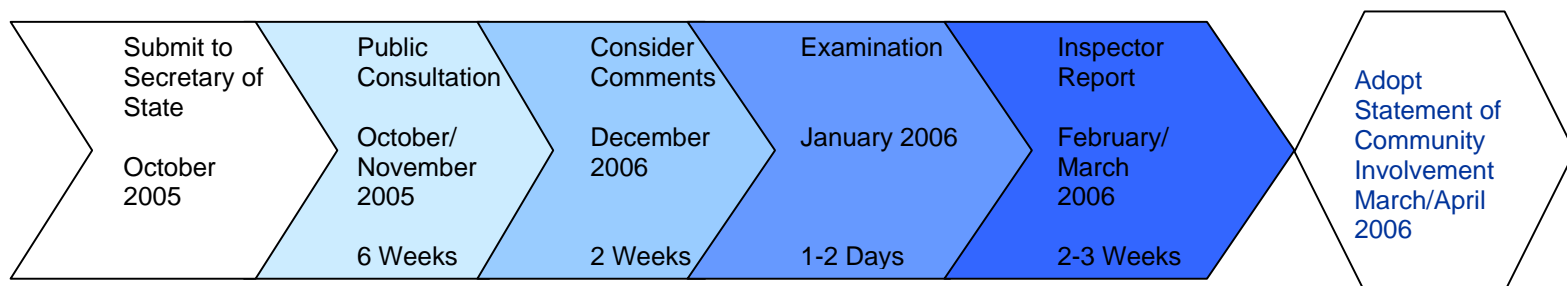 Submit to
Secretary of
State
October
2005
Public
Consultation
October/
November
2005
6 Weeks
Consider
Comments
December
2006
2 Weeks
Examination
January 2006
1-2 Days
Inspector
Report
February/
March
2006
2-3 Weeks
Adopt
Statement of
Community
Involvement
March/April
2006